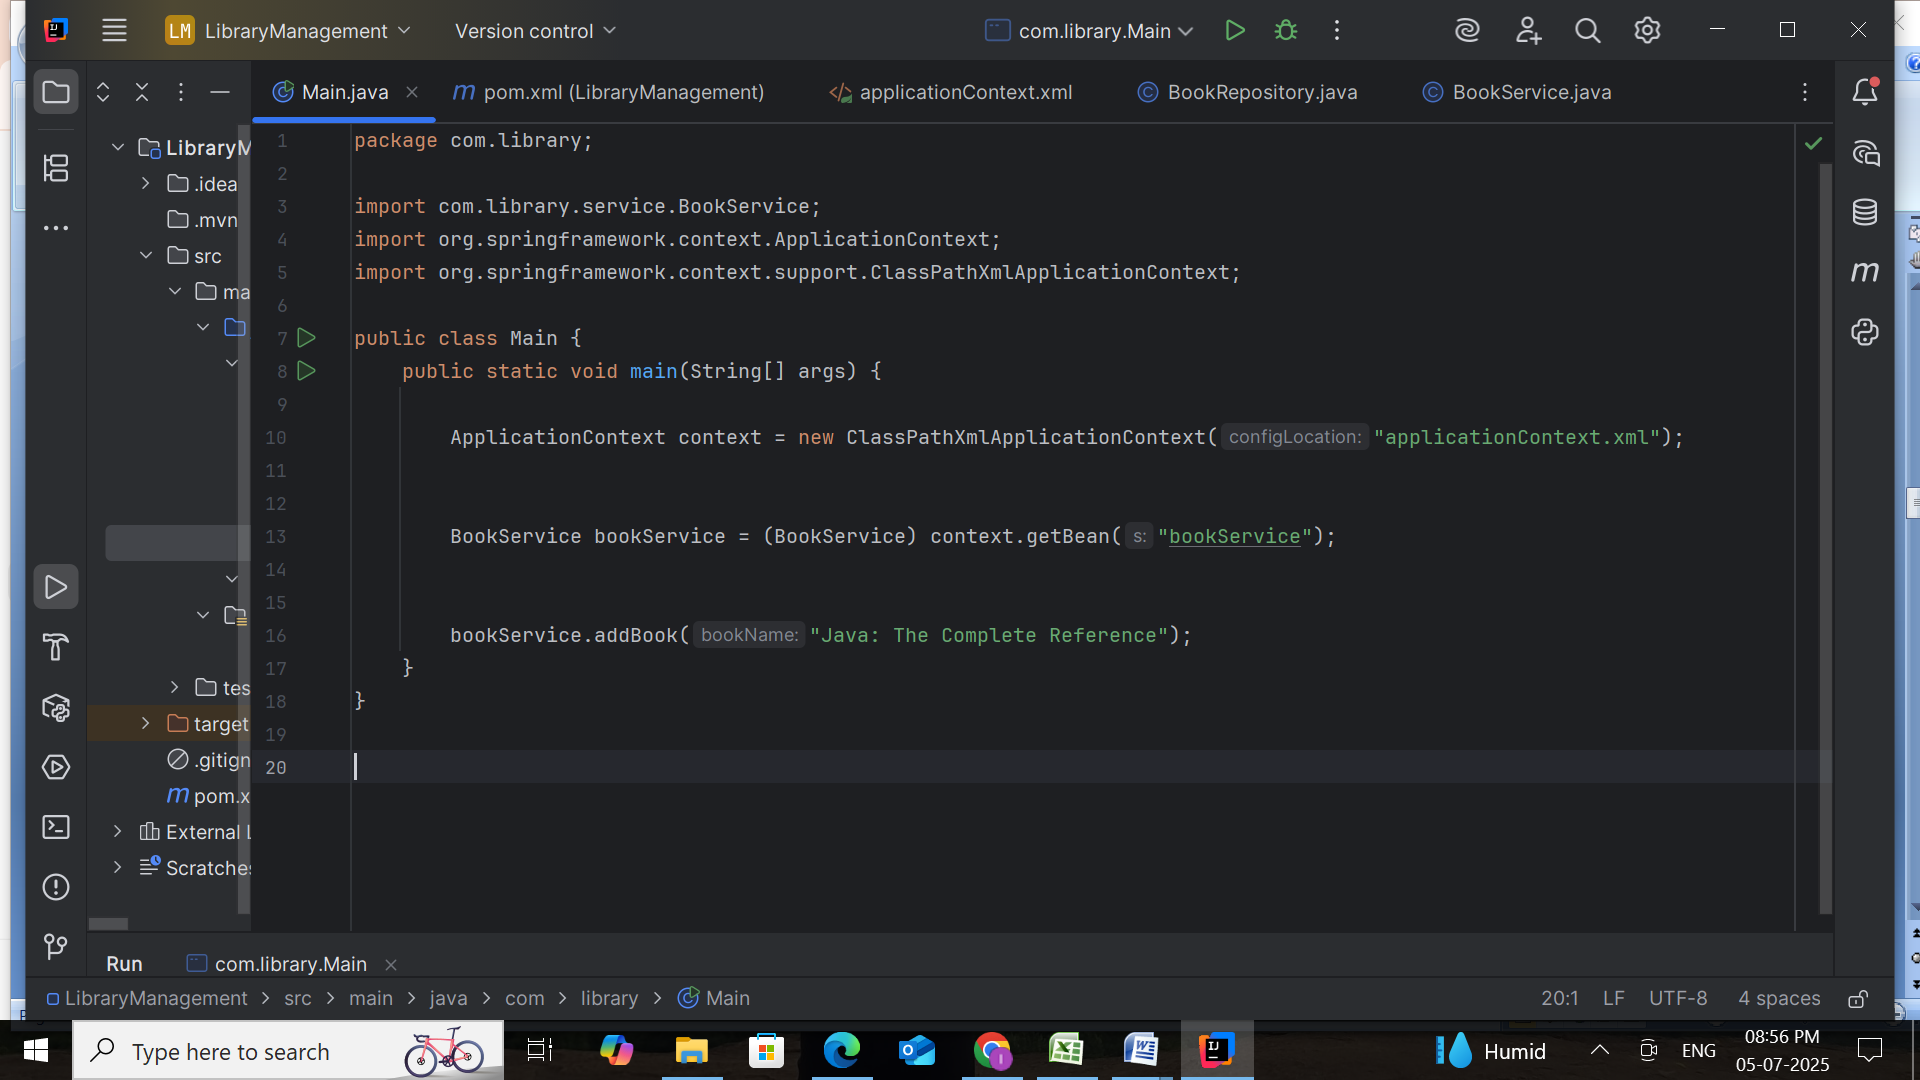 LM LibraryManagement Version control com.library.Main
Main.java pom.xml (LibraryManagement) applicationContext.xml BookRepository.java BookService.java
LibraryM
.idea
.mvn
src
ma
tes
target
.gitign
pom.x
External L
Scratches
1 package com.library;
2
3 import com.library.service.BookService;
4 import org.springframework.context.ApplicationContext;
5 import org.springframework.context.support.ClassPathXmlApplicationContext;
6
7 public class Main {
8 public static void main(String[] args) {
9
10 ApplicationContext context = new ClassPathXmlApplicationContext( configLocation: "applicationContext.xml");
11
12
13 BookService bookService = (BookService) context.getBean( s: "bookService");
14
15
16 bookService.addBook( bookName: "Java: The Complete Reference");
17 }
18 }
19
20
Run com.library.Main
LibraryManagement > src > main > java > com > library > Main 20:1 LF UTF-8 4 spaces
Type here to search Humid ENG 08:56 PM
05-07-2025